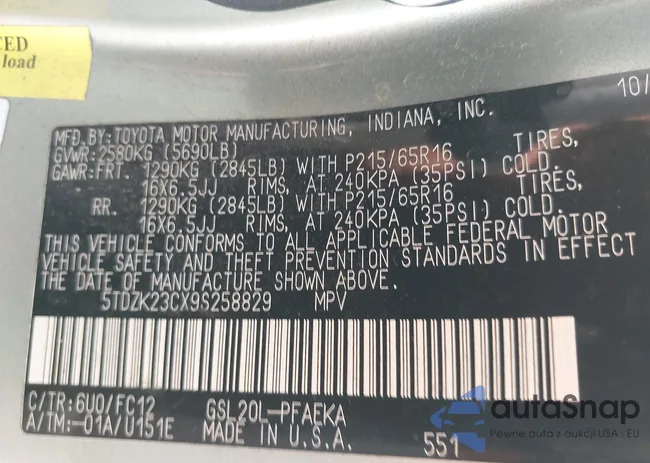 CED
load
10/
MFD.BY:TOYOTA MOTOR MANUFACTURING, INDIANA, INC.
GVWR:2580KG (5690LB)
GAWR:FRT. 1290KG (2845LB) WITH P215/65R16 TIRES,
16X6.5JJ RIMS, AT 240KPA (35PSI) COLD.
RR. 1290KG (2845LB) WITH P215/65R16 TIRES,
16X6.5JJ RIMS, AT 240KPA (35PSI) COLD.
THIS VEHICLE CONFORMS TO ALL APPLICABLE FEDERAL MOTOR
VEHICLE SAFETY AND THEFT PREVENTION STANDARDS IN EFFECT
ON THE DATE OF MANUFACTURE SHOWN ABOVE.
5TDZK23CX9S258829 MPV
C/TR:6U0/FC12 GSL20L-PFAEKA
A/TM:-01A/U151E MADE IN U.S.A. 551
autoSnap
Pewne auta z aukcji USA i EU